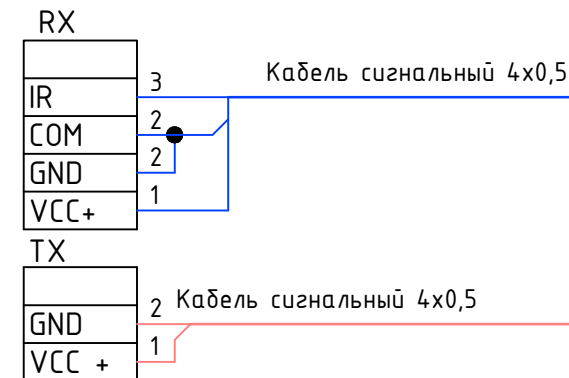 RX
Кабель сигнальный 4х0,5
IR 3
COM 2
GND 2
VCC+ 1
TX
Кабель сигнальный 4х0,5
GND 2
VCC + 1